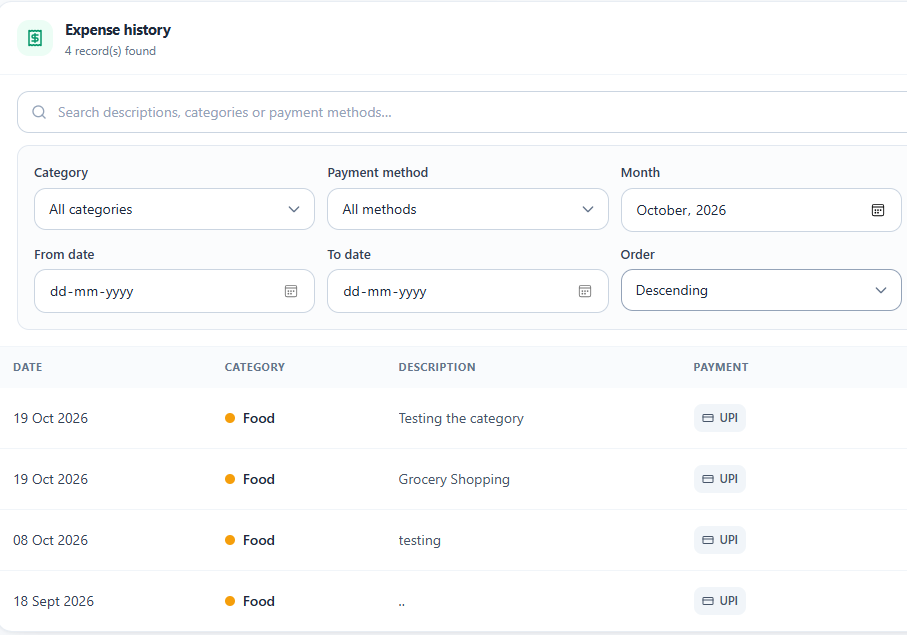 Expense history
4 record(s) found
Search descriptions, categories or payment methods...
Category Payment method Month
All categories All methods October, 2026
From date To date Order
dd-mm-yyyy dd-mm-yyyy Descending
DATE CATEGORY DESCRIPTION PAYMENT
19 Oct 2026 Food Testing the category UPI
19 Oct 2026 Food Grocery Shopping UPI
08 Oct 2026 Food testing UPI
18 Sept 2026 Food .. UPI